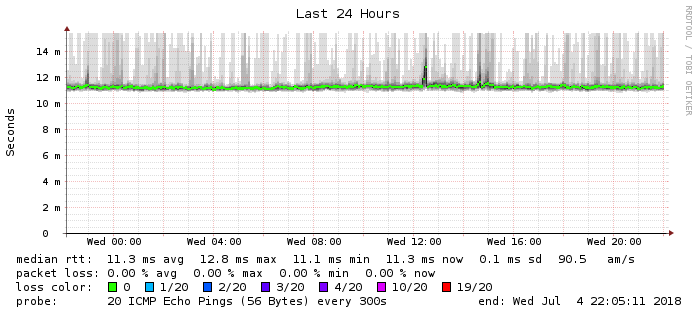 Last 24 Hours
RRDTOOL / TOBI OETIKER
Seconds
14 m
12 m
10 m
8 m
6 m
4 m
2 m
0
Wed 00:00 Wed 04:00 Wed 08:00 Wed 12:00 Wed 16:00 Wed 20:00
median rtt: 11.3 ms avg 12.8 ms max 11.1 ms min 11.3 ms now 0.1 ms sd 90.5 am/s
packet loss: 0.00 % avg 0.00 % max 0.00 % min 0.00 % now
loss color: 0 1/20 2/20 3/20 4/20 10/20 19/20
probe: 20 ICMP Echo Pings (56 Bytes) every 300s end: Wed Jul 4 22:05:11 2018